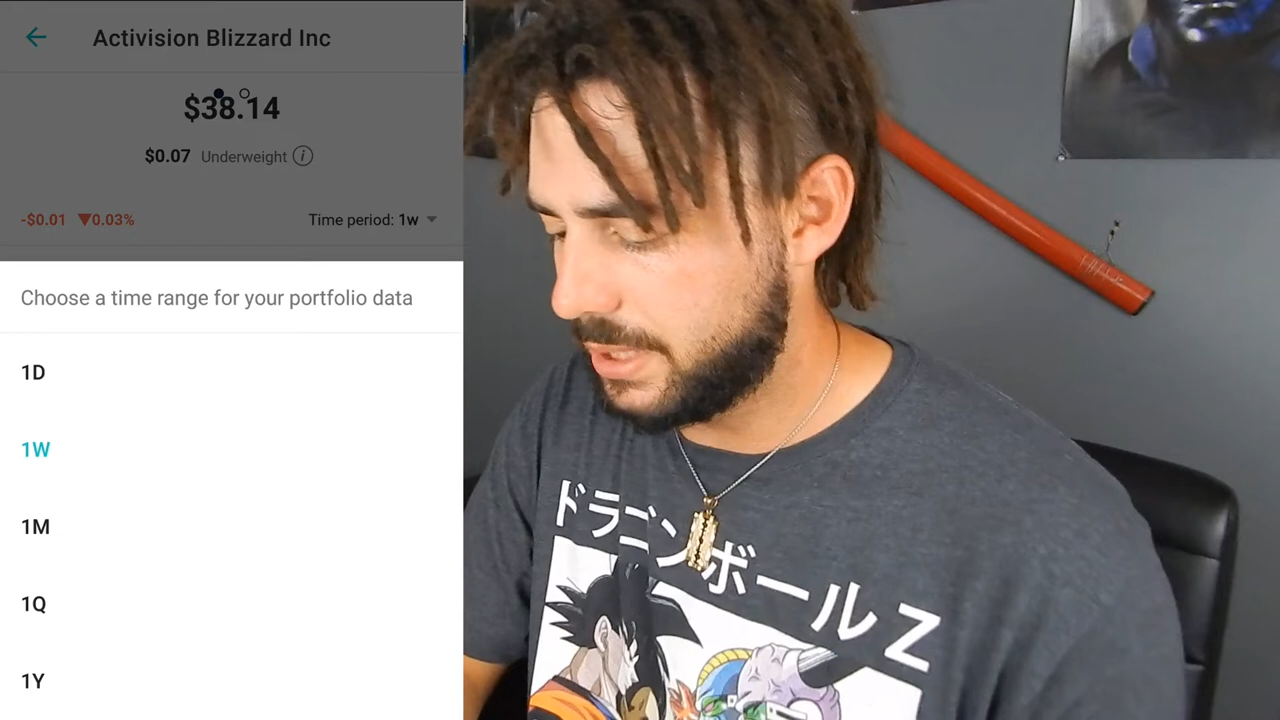 Activision Blizzard Inc
$38.14
$0.07 Underweight
-$0.01 ▼0.03% Time period: 1w
Choose a time range for your portfolio data
1D
1W
1M
1Q
1Y
ドラゴンボールZ